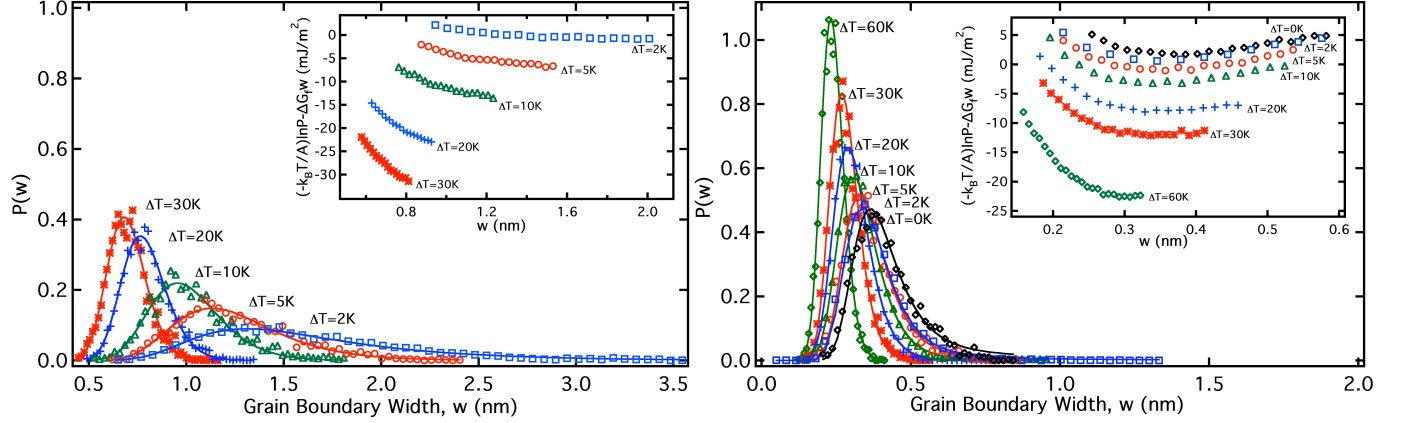 1.0
0.8
0.6
0.4
0.2
0.0
P(w)
0.5
1.0
1.5
2.0
2.5
3.0
3.5
Grain Boundary Width, w (nm)
ΔT=30K
ΔT=20K
ΔT=10K
ΔT=5K
ΔT=2K
(-kBT/A)lnP-ΔGfw (mJ/m²)
0
-5
-10
-15
-20
-25
-30
0.8
1.2
1.6
2.0
w (nm)
ΔT=2K
ΔT=5K
ΔT=10K
ΔT=20K
ΔT=30K
1.0
0.8
0.6
0.4
0.2
0.0
P(w)
0.0
0.5
1.0
1.5
2.0
Grain Boundary Width, w (nm)
ΔT=60K
ΔT=30K
ΔT=20K
ΔT=10K
ΔT=5K
ΔT=2K
ΔT=0K
(-kBT/A)lnP-ΔGfw (mJ/m²)
5
0
-5
-10
-15
-20
-25
0.2
0.3
0.4
0.5
0.6
w (nm)
ΔT=0K
ΔT=2K
ΔT=5K
ΔT=10K
ΔT=20K
ΔT=30K
ΔT=60K